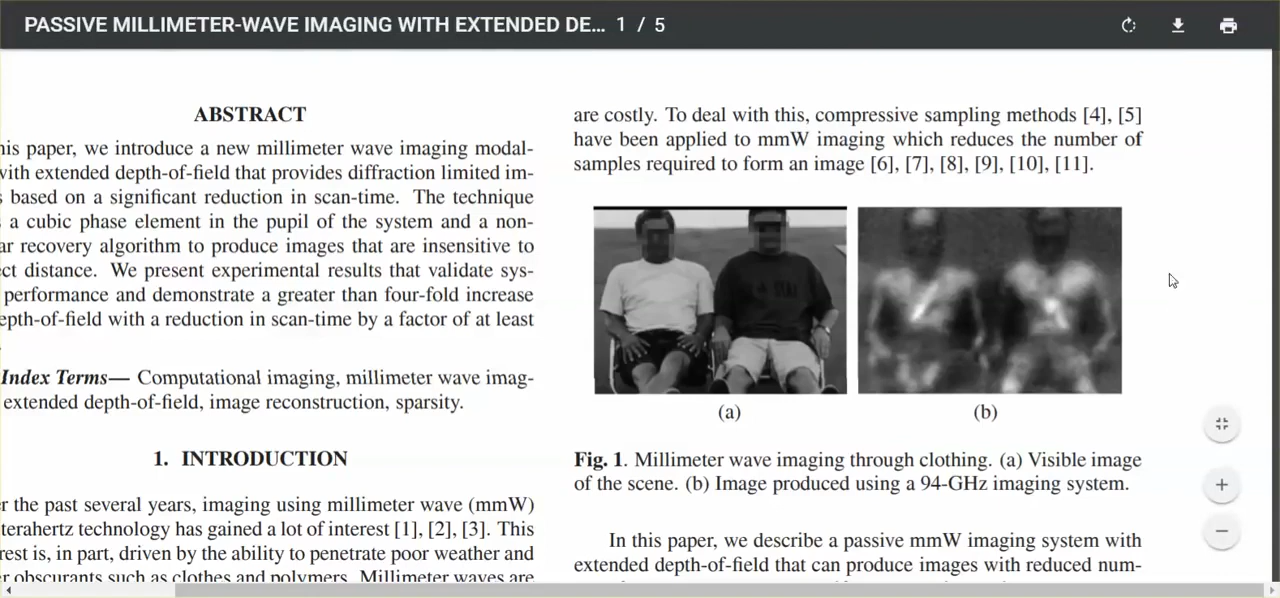 PASSIVE MILLIMETER-WAVE IMAGING WITH EXTENDED DE... 1 / 5
ABSTRACT
his paper, we introduce a new millimeter wave imaging modal-
with extended depth-of-field that provides diffraction limited im-
s based on a significant reduction in scan-time. The technique
a cubic phase element in the pupil of the system and a non-
ar recovery algorithm to produce images that are insensitive to
ct distance. We present experimental results that validate sys-
performance and demonstrate a greater than four-fold increase
epth-of-field with a reduction in scan-time by a factor of at least
Index Terms— Computational imaging, millimeter wave imag-
extended depth-of-field, image reconstruction, sparsity.
1. INTRODUCTION
r the past several years, imaging using millimeter wave (mmW)
terahertz technology has gained a lot of interest [1], [2], [3]. This
rest is, in part, driven by the ability to penetrate poor weather and
r obscurants such as clothes and polymers. Millimeter waves are
are costly. To deal with this, compressive sampling methods [4], [5]
have been applied to mmW imaging which reduces the number of
samples required to form an image [6], [7], [8], [9], [10], [11].
(a) (b)
Fig. 1. Millimeter wave imaging through clothing. (a) Visible image
of the scene. (b) Image produced using a 94-GHz imaging system.
In this paper, we describe a passive mmW imaging system with
extended depth-of-field that can produce images with reduced num-